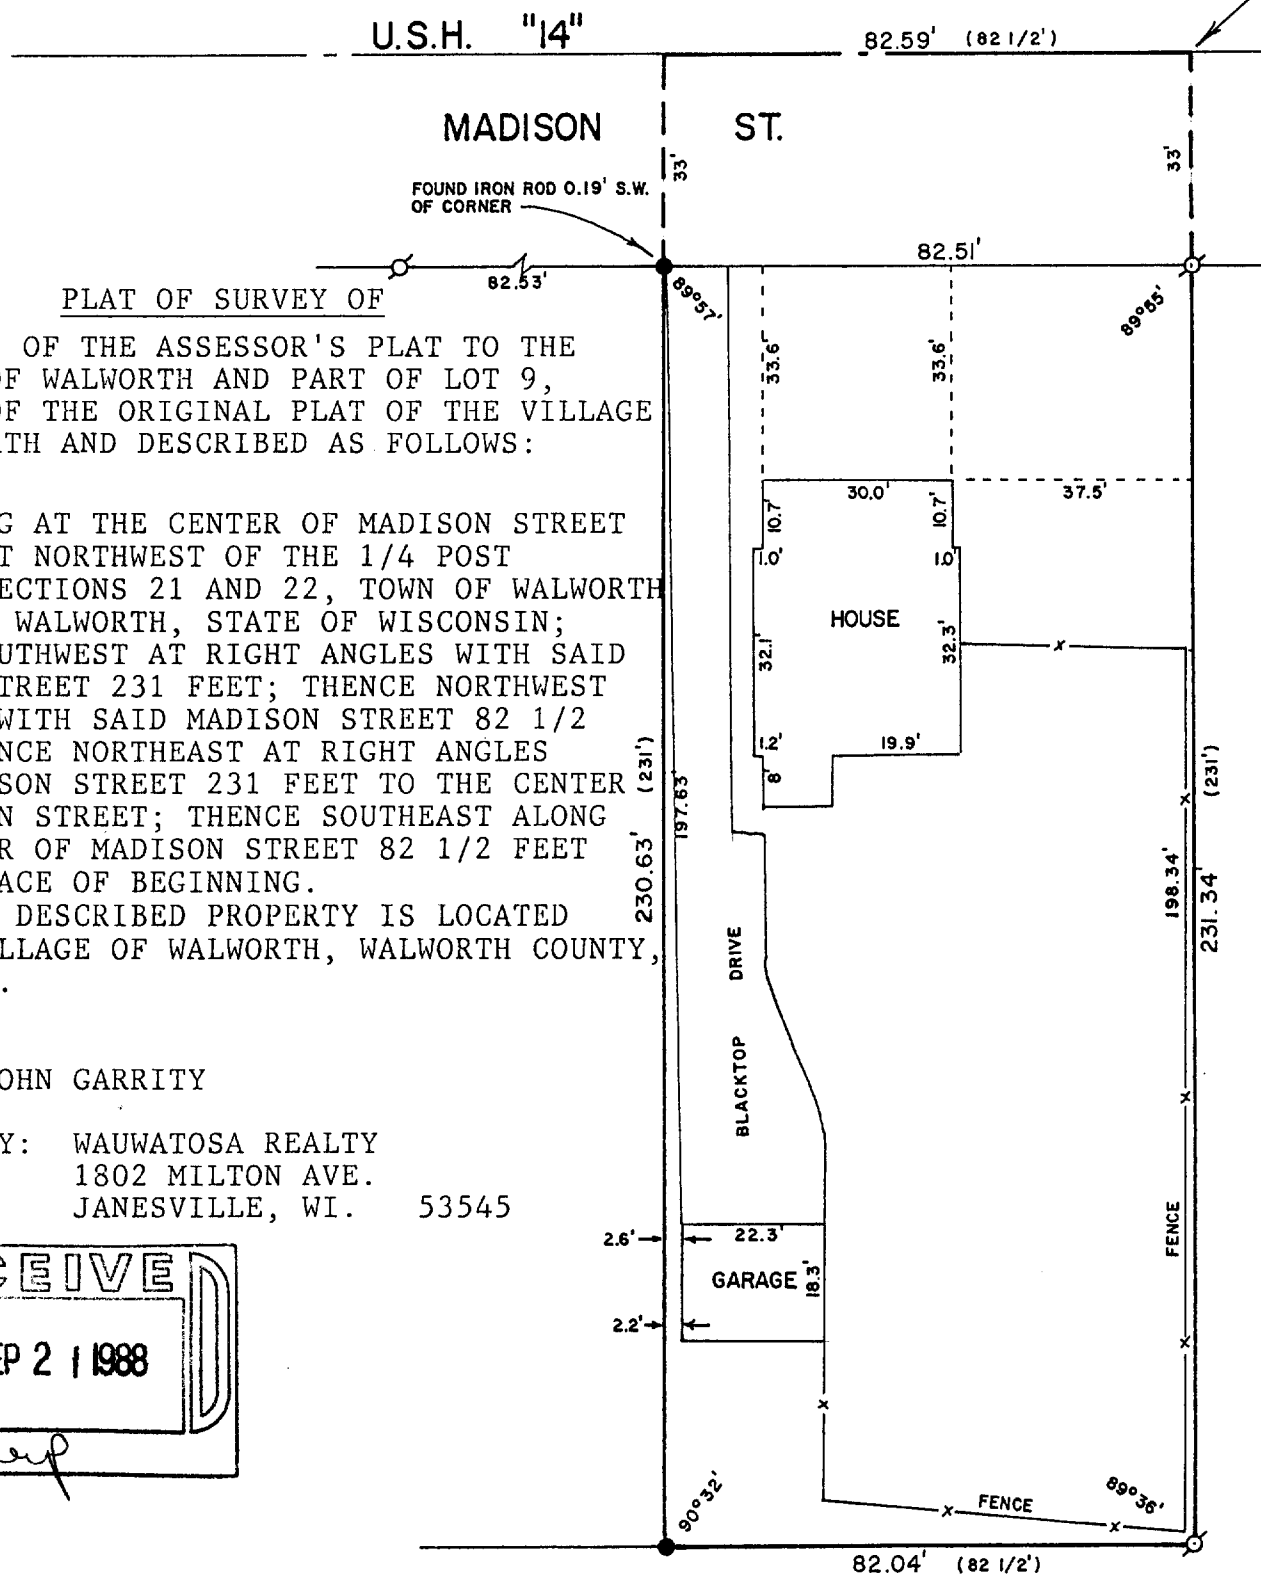 U.S.H. "14"
82.59' (82 1/2')
MADISON ST.
33'
33'
FOUND IRON ROD 0.19' S.W.
OF CORNER
82.53'
82.51'
89°57'
89°55'
PLAT OF SURVEY OF
OF THE ASSESSOR'S PLAT TO THE
OF WALWORTH AND PART OF LOT 9,
OF THE ORIGINAL PLAT OF THE VILLAGE
RTH AND DESCRIBED AS FOLLOWS:
G AT THE CENTER OF MADISON STREET
T NORTHWEST OF THE 1/4 POST
ECTIONS 21 AND 22, TOWN OF WALWORTH
WALWORTH, STATE OF WISCONSIN;
UTHWEST AT RIGHT ANGLES WITH SAID
TREET 231 FEET; THENCE NORTHWEST
WITH SAID MADISON STREET 82 1/2
NCE NORTHEAST AT RIGHT ANGLES
ISON STREET 231 FEET TO THE CENTER
N STREET; THENCE SOUTHEAST ALONG
R OF MADISON STREET 82 1/2 FEET
ACE OF BEGINNING.
DESCRIBED PROPERTY IS LOCATED
LLAGE OF WALWORTH, WALWORTH COUNTY,
.
OHN GARRITY
Y: WAUWATOSA REALTY
1802 MILTON AVE.
JANESVILLE, WI. 53545
CEIVED
EP 2 1 1988
33.6'
33.6'
30.0'
37.5'
10.7'
10.7'
1.0'
1.0'
HOUSE
32.1'
32.3'
1.2'
19.9'
8'
230.63' (231')
197.63'
198.34'
231.34' (231')
BLACKTOP DRIVE
FENCE
2.6'
22.3'
GARAGE
18.3'
2.2'
FENCE
90°32'
89°36'
82.04' (82 1/2')